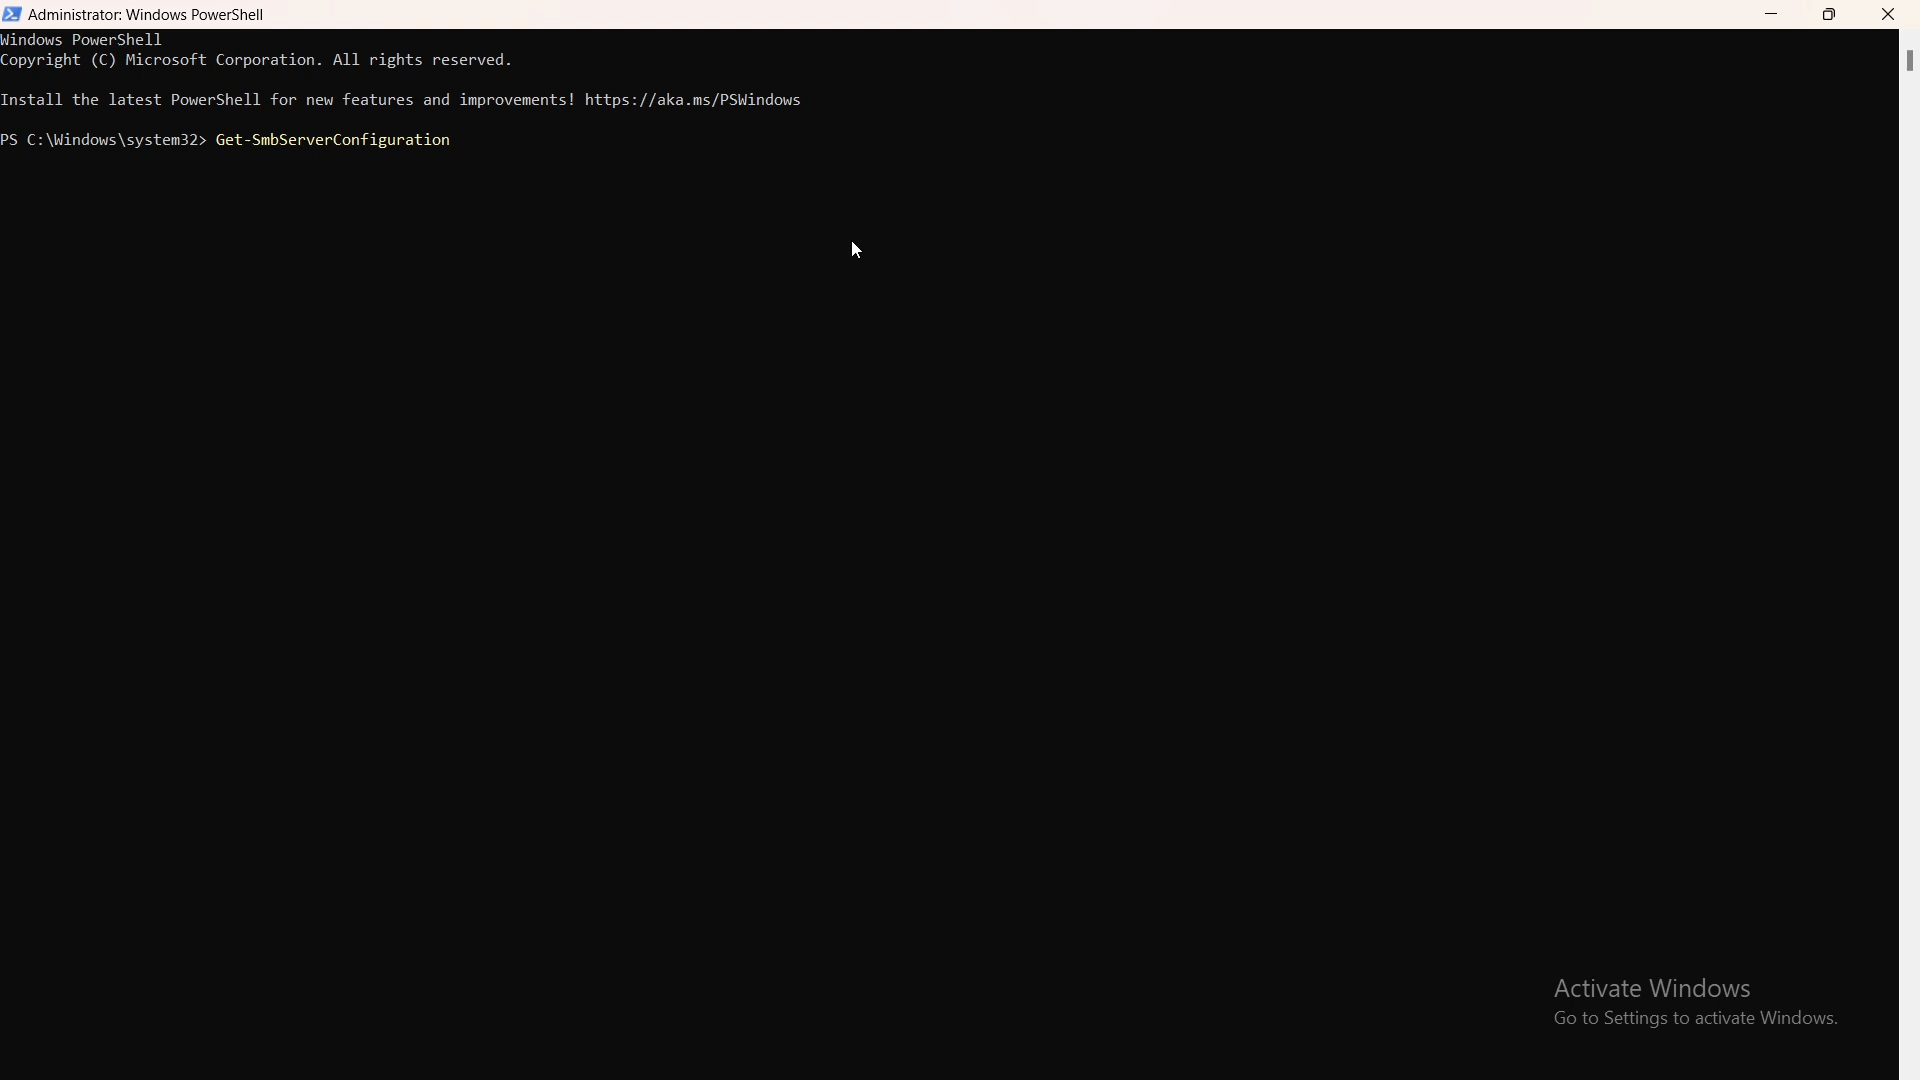 Administrator: Windows PowerShell
Windows PowerShell
Copyright (C) Microsoft Corporation. All rights reserved.
Install the latest PowerShell for new features and improvements! https://aka.ms/PSWindows
PS C:\Windows\system32> Get-SmbServerConfiguration
Activate Windows
Go to Settings to activate Windows.